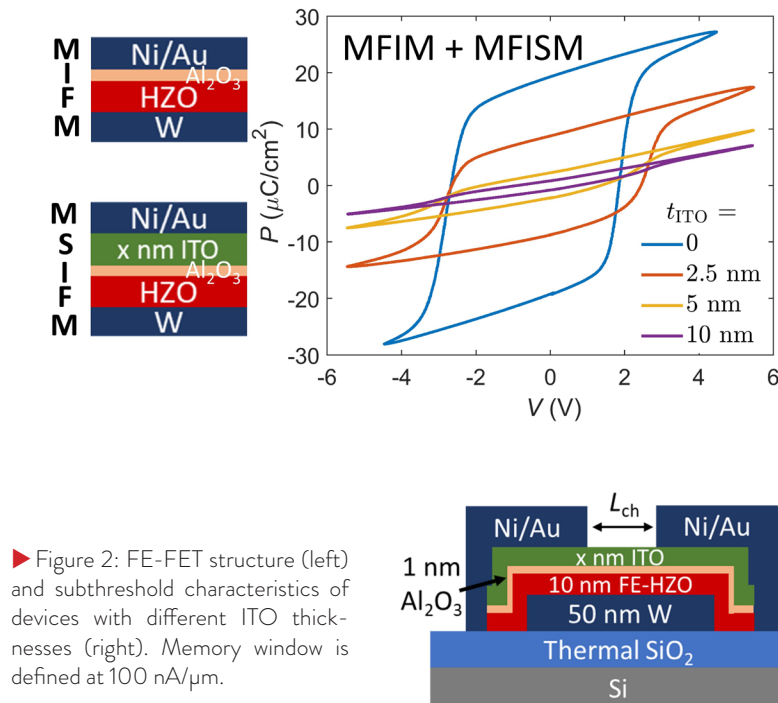 M
I
F
M
Ni/Au
Al₂O₃
HZO
W
M
S
I
F
M
Ni/Au
x nm ITO
Al₂O₃
HZO
W
MFIM + MFISM
P (μC/cm²)
30
20
10
0
-10
-20
-30
-6
-4
-2
0
2
4
6
V (V)
t_ITO =
0
2.5 nm
5 nm
10 nm
▶ Figure 2: FE-FET structure (left)
and subthreshold characteristics of
devices with different ITO thick-
nesses (right). Memory window is
defined at 100 nA/μm.
L_ch
Ni/Au
Ni/Au
x nm ITO
1 nm
Al₂O₃
10 nm FE-HZO
50 nm W
Thermal SiO₂
Si